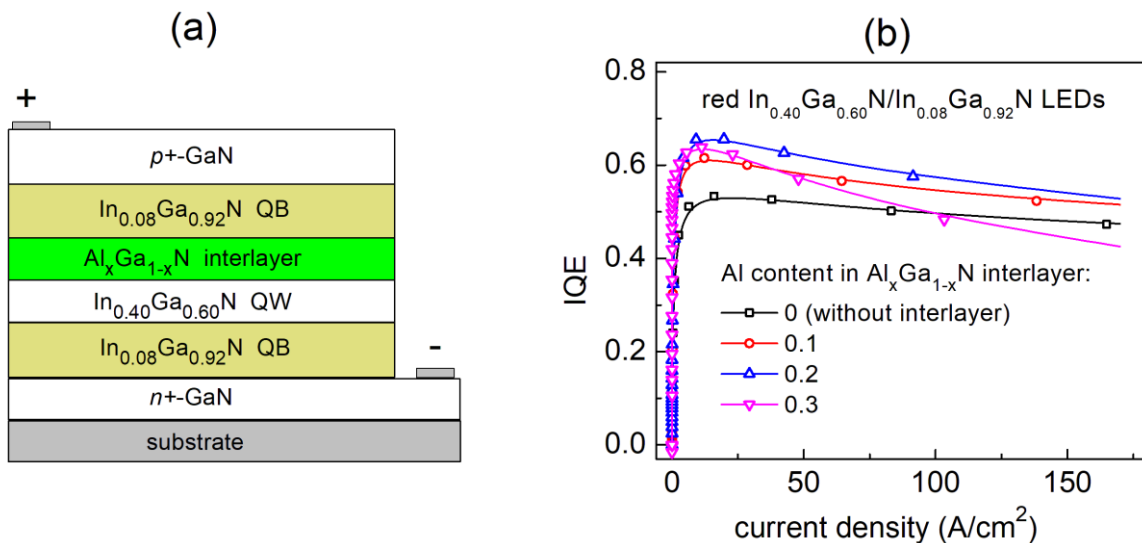 (a)
+
p+-GaN
In0.08Ga0.92N QB
AlxGa1-xN interlayer
In0.40Ga0.60N QW
In0.08Ga0.92N QB
-
n+-GaN
substrate
(b)
0.8
0.6
0.4
0.2
0.0
IQE
red In0.40Ga0.60N/In0.08Ga0.92N LEDs
Al content in AlxGa1-xN interlayer:
0 (without interlayer)
0.1
0.2
0.3
0 50 100 150
current density (A/cm2)